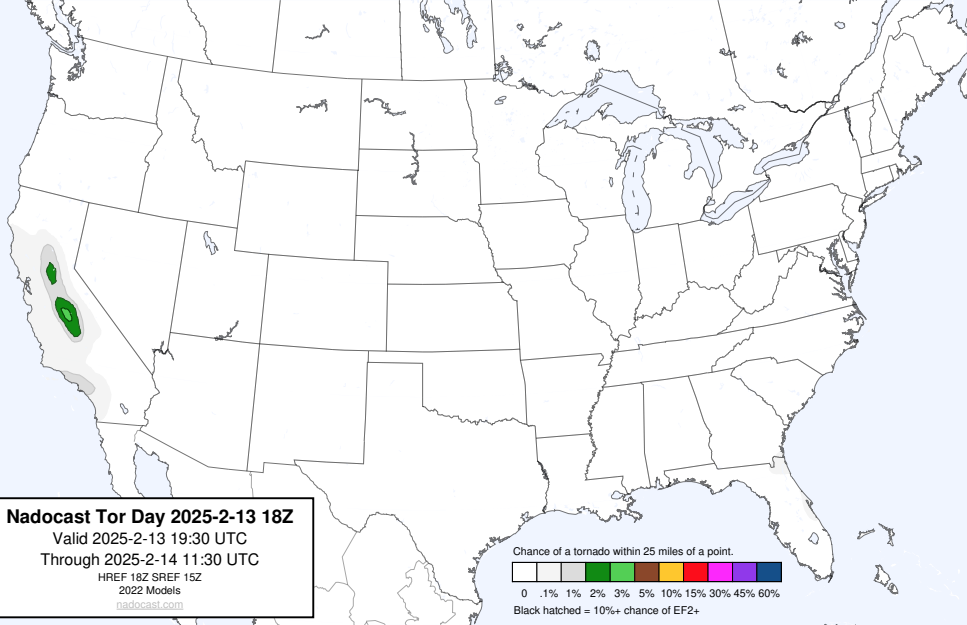 Nadocast Tor Day 2025-2-13 18Z
Valid 2025-2-13 19:30 UTC
Through 2025-2-14 11:30 UTC
HREF 18Z SREF 15Z
2022 Models
nadocast.com
Chance of a tornado within 25 miles of a point.
0 .1% 1% 2% 3% 5% 10% 15% 30% 45% 60%
Black hatched = 10%+ chance of EF2+